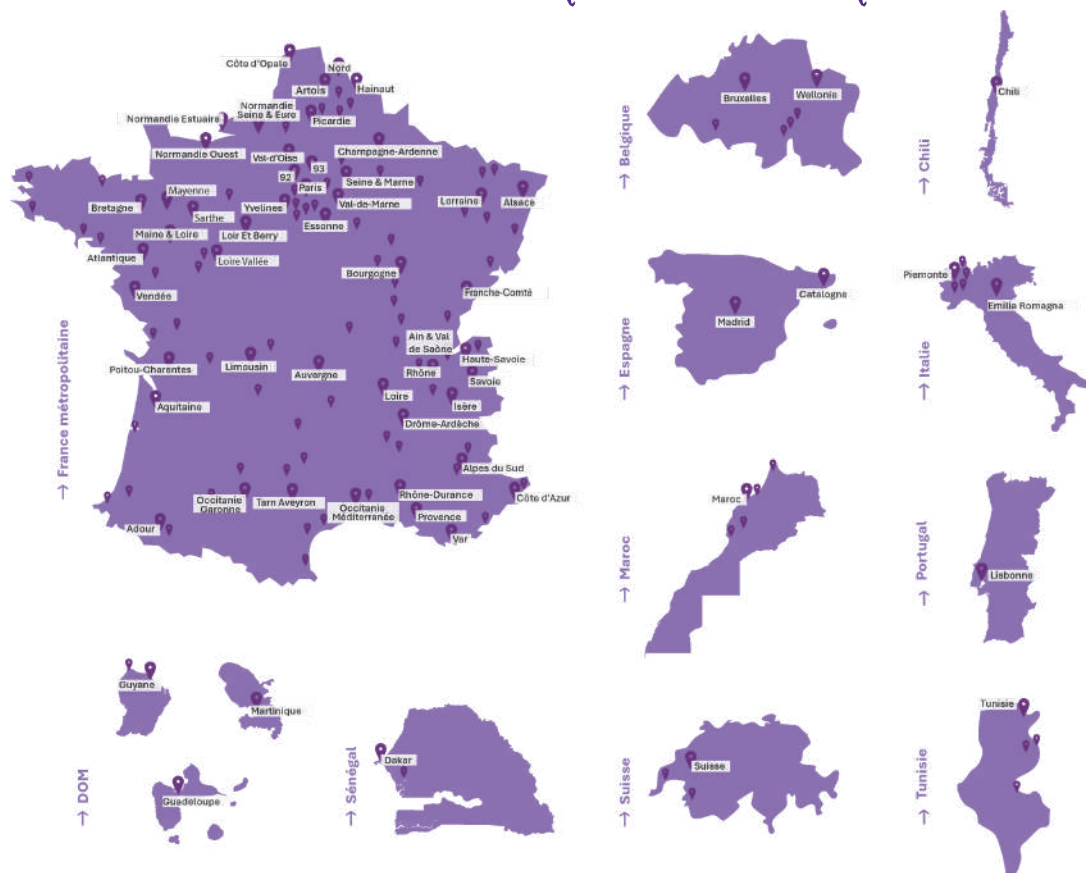 Côte d'Opale
Nord
Artois
Hainaut
Normandie
Seine & Eure
Normandie Estuaire
Picardie
Normandie Ouest
Val-d'Oise
Champagne-Ardenne
93
92
Paris
Seine & Marne
Mayenne
Bretagne
Sarthe
Yvelines
Val-de-Marne
Lorraine
Alsace
Essonne
Maine & Loire
Loir Et Berry
Atlantique
Loire Vallée
Bourgogne
Vendée
Franche-Comté
Ain & Val
de Saône
Haute-Savoie
Poitou-Charentes
Limousin
Auvergne
Rhône
Savoie
Aquitaine
Loire
Isère
Drôme-Ardèche
Alpes du Sud
Occitanie
Garonne
Tarn Aveyron
Occitanie
Méditerranée
Rhône-Durance
Côte d'Azur
Provence
Adour
Var
→ France métropolitaine
Bruxelles
Wellonie
→ Belgique
Chili
→ Chili
Catalogne
Madrid
→ Espagne
Piemonte
Emilia Romagna
→ Italie
Maroc
→ Maroc
Lisbonne
→ Portugal
Guyane
Martinique
Guadeloupe
→ DOM
Dakar
→ Sénégal
Suisse
→ Suisse
Tunisie
→ Tunisie